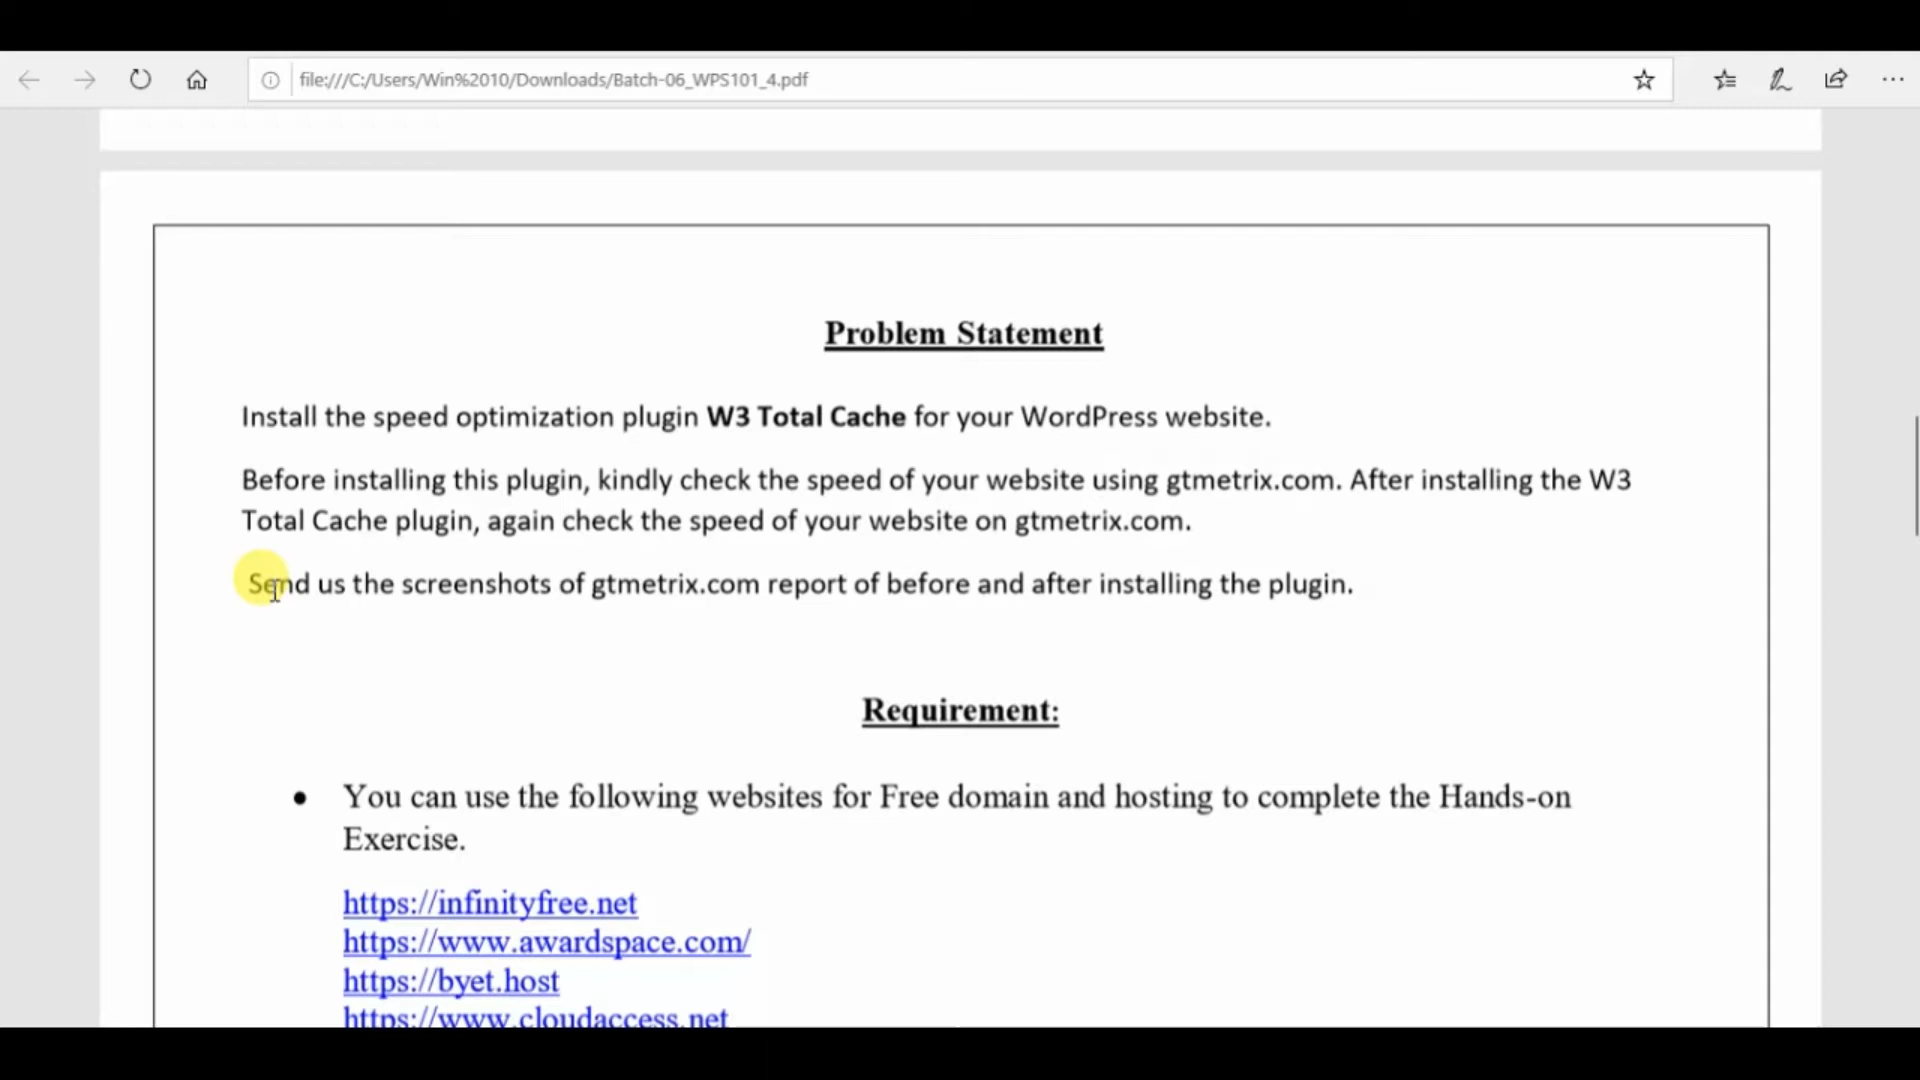 file:///C:/Users/Win%2010/Downloads/Batch-06_WPS101_4.pdf
Problem Statement
Install the speed optimization plugin W3 Total Cache for your WordPress website.
Before installing this plugin, kindly check the speed of your website using gtmetrix.com. After installing the W3
Total Cache plugin, again check the speed of your website on gtmetrix.com.
Send us the screenshots of gtmetrix.com report of before and after installing the plugin.
Requirement:
• You can use the following websites for Free domain and hosting to complete the Hands-on
Exercise.
https://infinityfree.net
https://www.awardspace.com/
https://byet.host
https://www.cloudaccess.net